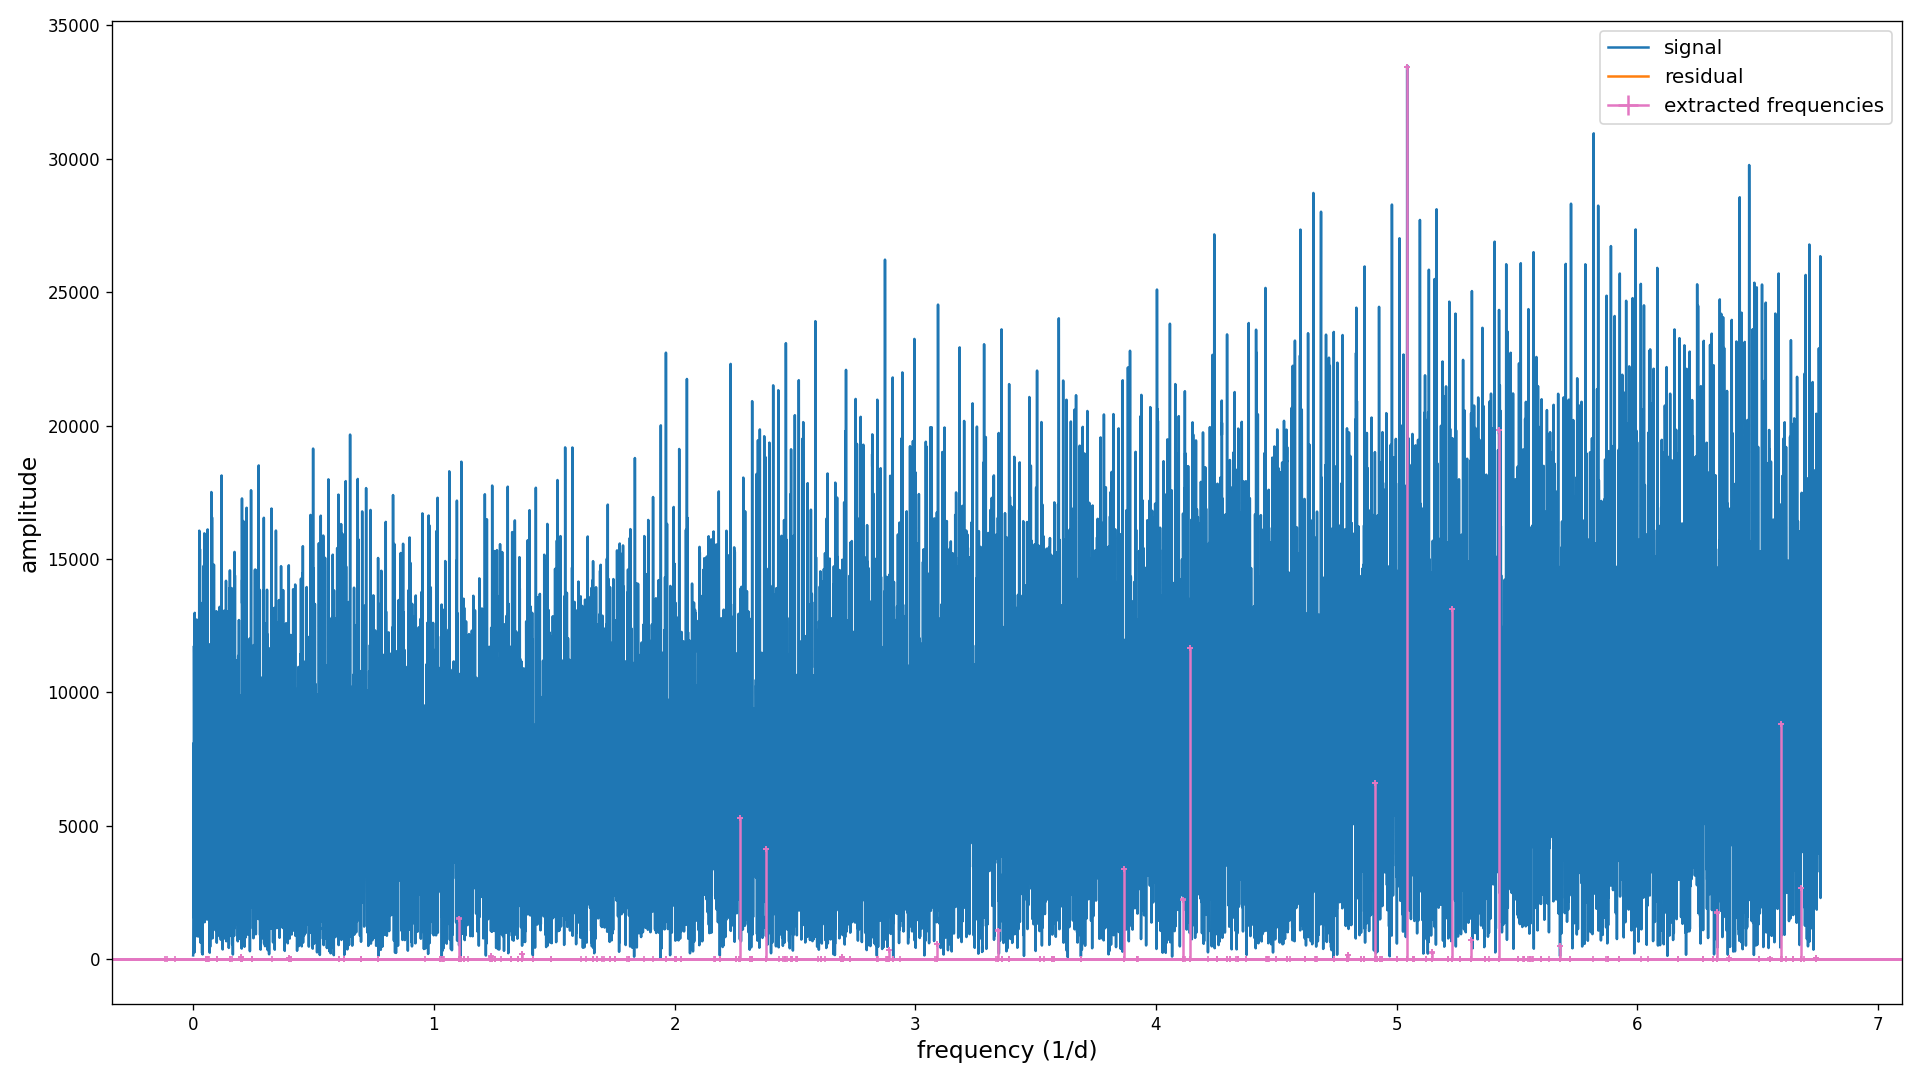 35000
30000
25000
20000
15000
10000
5000
0
amplitude
signal
residual
extracted frequencies
0 1 2 3 4 5 6 7
frequency (1/d)